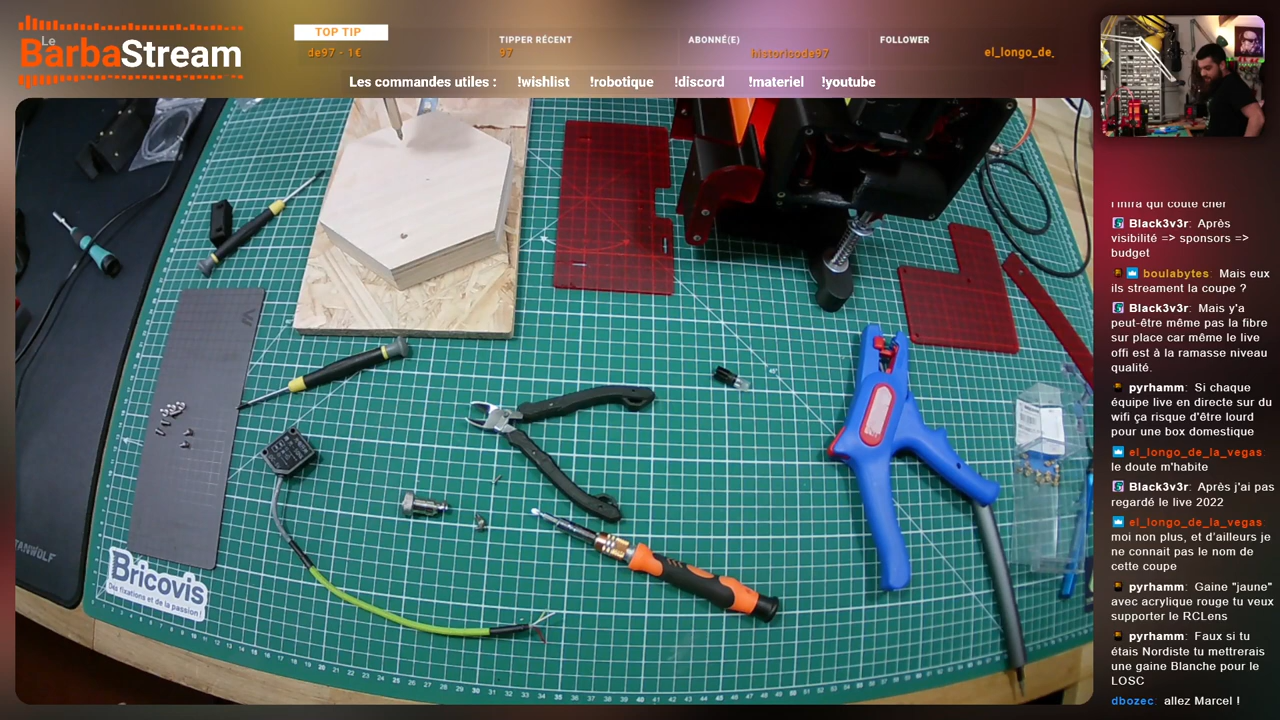 Le
BarbaStream
TOP TIP
de97 - 1€
TIPPER RÉCENT
97
ABONNÉ(E)
historicode97
FOLLOWER
el_longo_de_
Les commandes utiles : !wishlist !robotique !discord !materiel !youtube
l'infra qui coûte cher
Black3v3r: Après
visibilité => sponsors =>
budget
boulabytes: Mais eux
ils streament la coupe ?
Black3v3r: Mais y'a
peut-être même pas la fibre
sur place car même le live
offi est à la ramasse niveau
qualité.
pyrhamm: Si chaque
équipe live en directe sur du
wifi ça risque d'être lourd
pour une box domestique
el_longo_de_la_vegas:
le doute m'habite
Black3v3r: Après j'ai pas
regardé le live 2022
el_longo_de_la_vegas
moi non plus, et d'ailleurs je
ne connait pas le nom de
cette coupe
pyrhamm: Gaine "jaune"
avec acrylique rouge tu veux
supporter le RCLens
pyrhamm: Faux si tu
étais Nordiste tu mettrerais
une gaine Blanche pour le
LOSC
dbozec: allez Marcel !
Bricovis
Des fixations et de la passion !